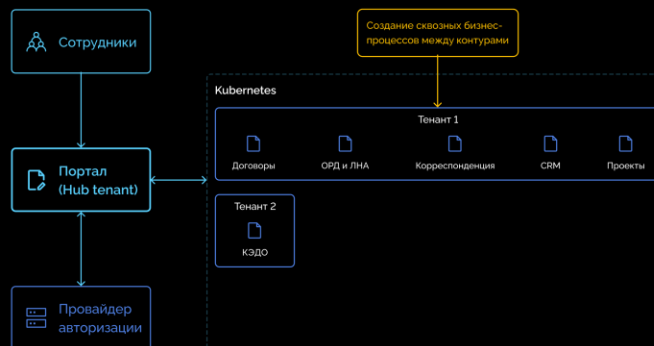 Сотрудники
Создание сквозных бизнес-
процессов между контурами
Kubernetes
Тенант 1
Договоры
ОРД и ЛНА
Корреспонденция
CRM
Проекты
Портал
(Hub tenant)
Тенант 2
КЭДО
Провайдер
авторизации